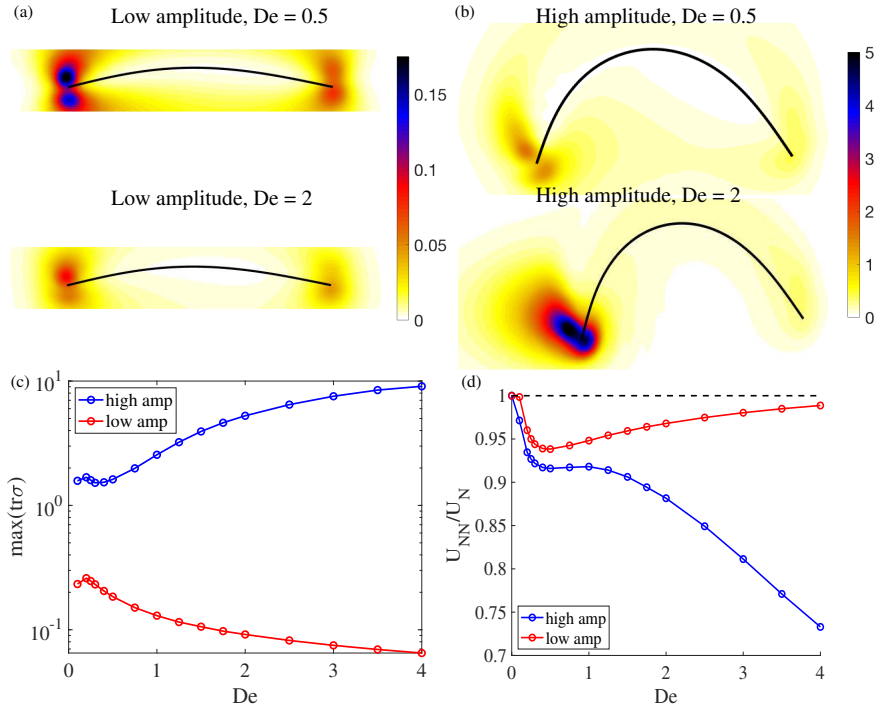 (a)
Low amplitude, De = 0.5
0.15
0.1
0.05
0
Low amplitude, De = 2
(b)
High amplitude, De = 0.5
5
4
3
2
1
0
High amplitude, De = 2
(c)
10^1
10^0
10^-1
max(trσ)
high amp
low amp
0 1 2 3 4
De
(d)
1
0.95
0.9
0.85
0.8
0.75
0.7
U_NN/U_N
high amp
low amp
0 1 2 3 4
De